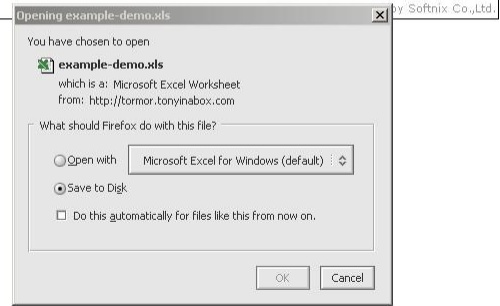 by Softnix Co.,Ltd.
Opening example-demo.xls
You have chosen to open
example-demo.xls
which is a: Microsoft Excel Worksheet
from: http://tormor.tonyinabox.com
What should Firefox do with this file?
Open with Microsoft Excel for Windows (default)
Save to Disk
Do this automatically for files like this from now on.
OK Cancel